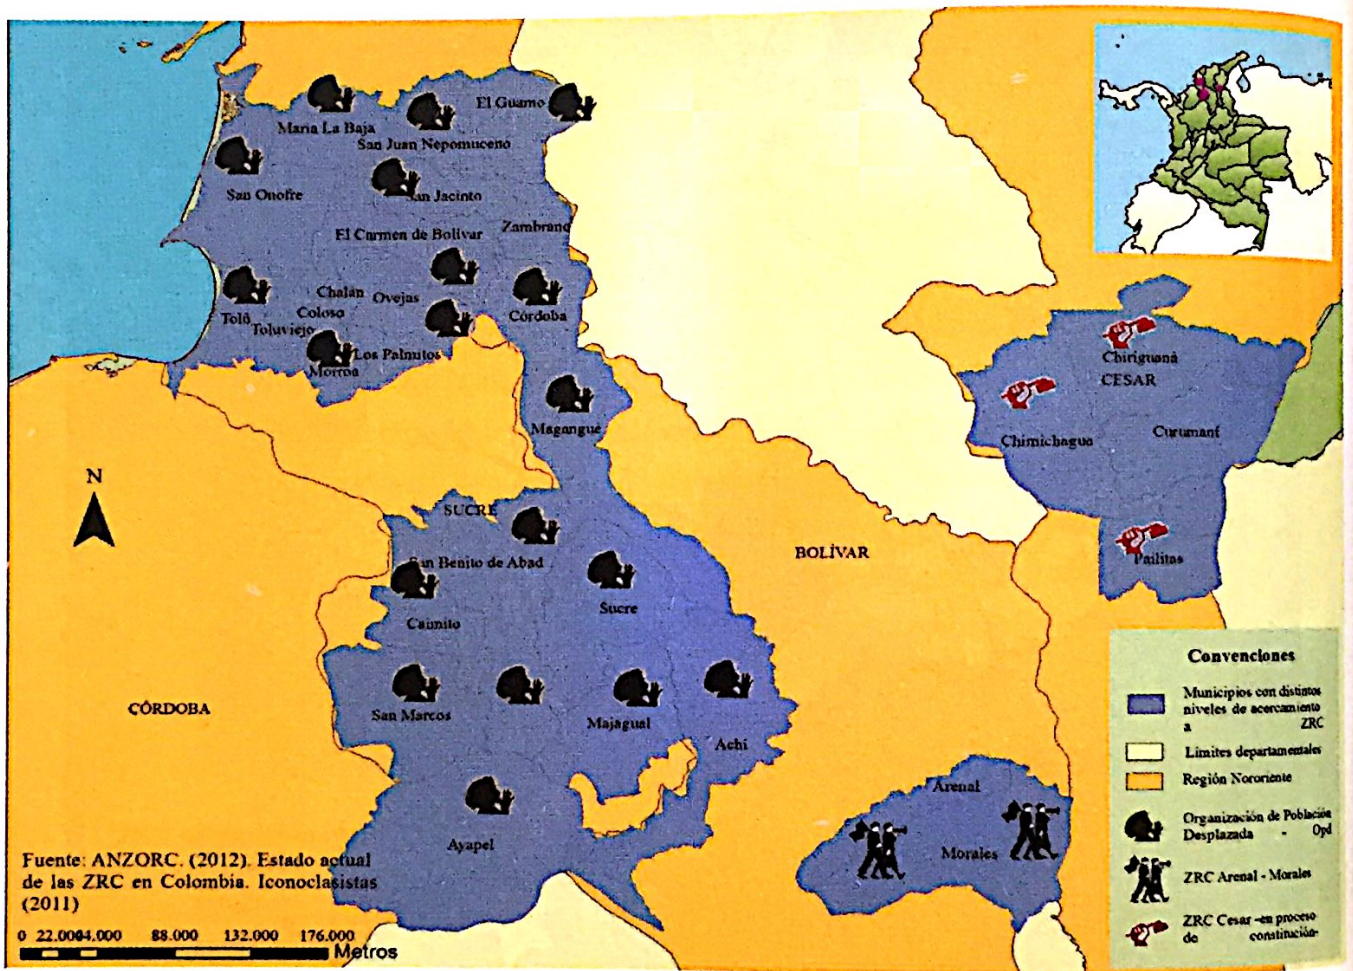 El Guamo
Maria La Baja
San Juan Nepomuceno
San Onofre
San Jacinto
Zambrano
El Carmen de Bolívar
Chalán
Ovejas
Coloso
Córdoba
Tolú
Toluviejo
Los Palmitos
Morroa
Magangué
Chiriguaná
CESAR
Chimichagua
Curumaní
Pailitas
N
SUCRE
San Benito de Abad
BOLÍVAR
Sucre
Caimito
CÓRDOBA
San Marcos
Majagual
Achí
Ayapel
Arenal
Morales
Convenciones
Municipios con distintos
niveles de acercamiento
a ZRC
Límites departamentales
Región Nororiente
Organización de Población
Desplazada - Opd
ZRC Arenal - Morales
ZRC Cesar -en proceso
de constitución-
Fuente: ANZORC. (2012). Estado actual
de las ZRC en Colombia. Iconoclasistas
(2011)
0 22.000 44.000 88.000 132.000 176.000
Metros